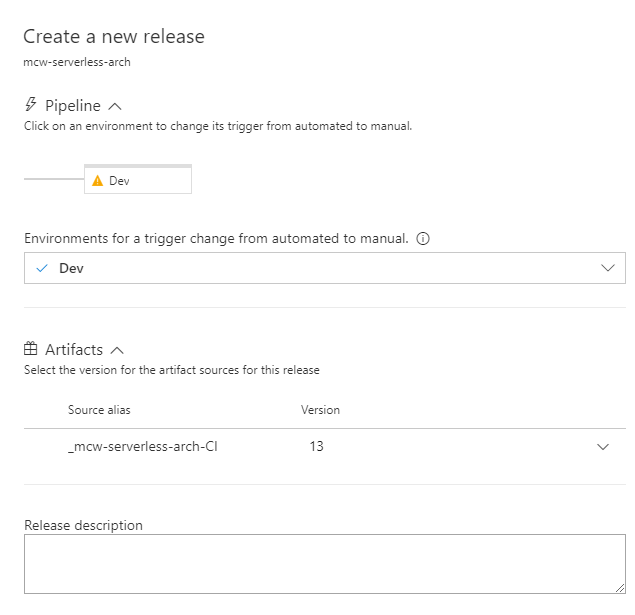 Create a new release
mcw-serverless-arch
Pipeline
Click on an environment to change its trigger from automated to manual.
Dev
Environments for a trigger change from automated to manual.
Dev
Artifacts
Select the version for the artifact sources for this release
Source alias Version
_mcw-serverless-arch-CI 13
Release description